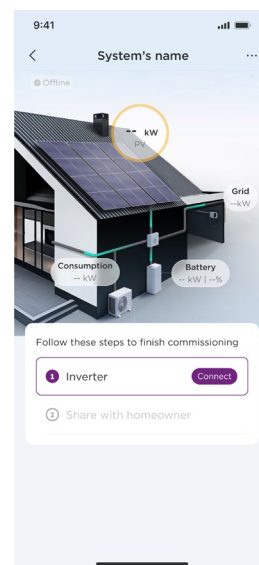 9:41
System's name
Offline
-- kW
PV
Grid
--kW
Consumption
-- kW
Battery
-- kW | --%
Follow these steps to finish commissioning
1 Inverter
Connect
2 Share with homeowner